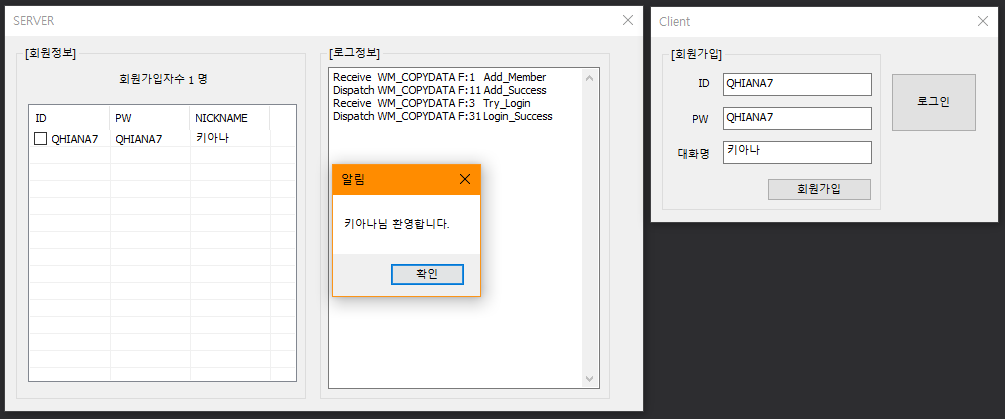 SERVER
[회원정보]
회원가입자수 1 명
ID PW NICKNAME
QHIANA7 QHIANA7 키아나
[로그정보]
Receive WM_COPYDATA F:1 Add_Member
Dispatch WM_COPYDATA F:11 Add_Success
Receive WM_COPYDATA F:3 Try_Login
Dispatch WM_COPYDATA F:31 Login_Success
알림
키아나님 환영합니다.
확인
Client
[회원가입]
ID QHIANA7
PW QHIANA7
대화명 키아나
회원가입
로그인